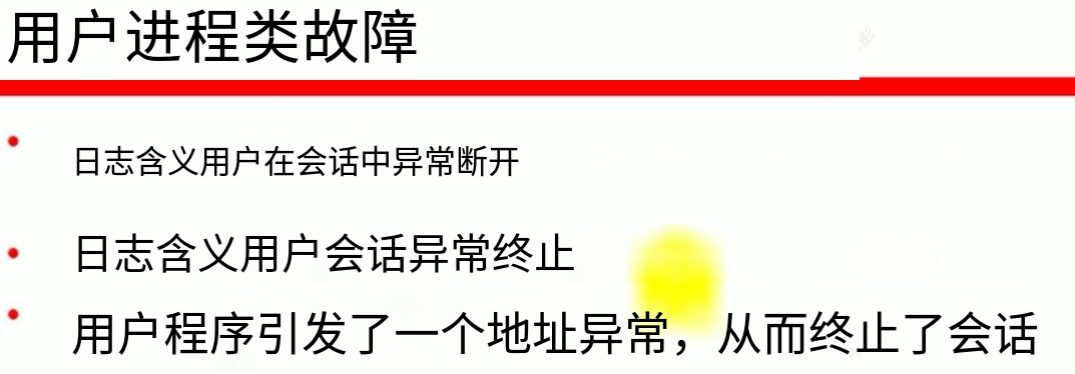 用户进程类故障
日志含义用户在会话中异常断开
日志含义用户会话异常终止
用户程序引发了一个地址异常，从而终止了会话